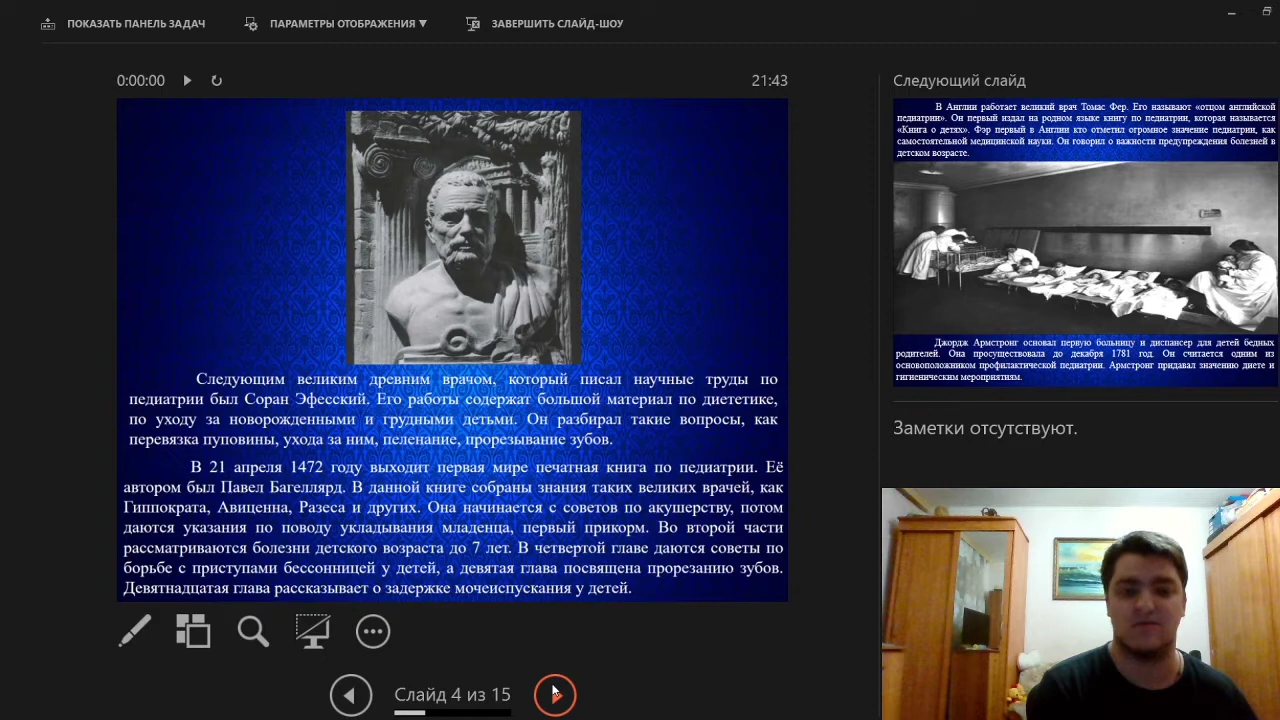 ПОКАЗАТЬ ПАНЕЛЬ ЗАДАЧ
ПАРАМЕТРЫ ОТОБРАЖЕНИЯ ▼
ЗАВЕРШИТЬ СЛАЙД-ШОУ
0:00:00
21:43
Следующим великим древним врачом, который писал научные труды по
педиатрии был Соран Эфесский. Его работы содержат большой материал по диететике,
по уходу за новорожденными и грудными детьми. Он разбирал такие вопросы, как
перевязка пуповины, ухода за ним, пеленание, прорезывание зубов.
В 21 апреля 1472 году выходит первая мире печатная книга по педиатрии. Её
автором был Павел Багеллярд. В данной книге собраны знания таких великих врачей, как
Гиппократа, Авиценна, Разеса и других. Она начинается с советов по акушерству, потом
даются указания по поводу укладывания младенца, первый прикорм. Во второй части
рассматриваются болезни детского возраста до 7 лет. В четвертой главе даются советы по
борьбе с приступами бессонницей у детей, а девятая глава посвящена прорезанию зубов.
Девятнадцатая глава рассказывает о задержке мочеиспускания у детей.
Слайд 4 из 15
Следующий слайд
В Англии работает великий врач Томас Фер. Его называют «отцом английской
педиатрии». Он первый издал на родном языке книгу по педиатрии, которая называется
«Книга о детях». Фэр первый в Англии кто отметил огромное значение педиатрии, как
самостоятельной медицинской науки. Он говорил о важности предупреждения болезней в
детском возрасте.
Джордж Армстронг основал первую больницу и диспансер для детей бедных
родителей. Она просуществовала до декабря 1781 год. Он считается одним из
основоположником профилактической педиатрии. Армстронг придавал значению диете и
гигиеническим мероприятиям.
Заметки отсутствуют.